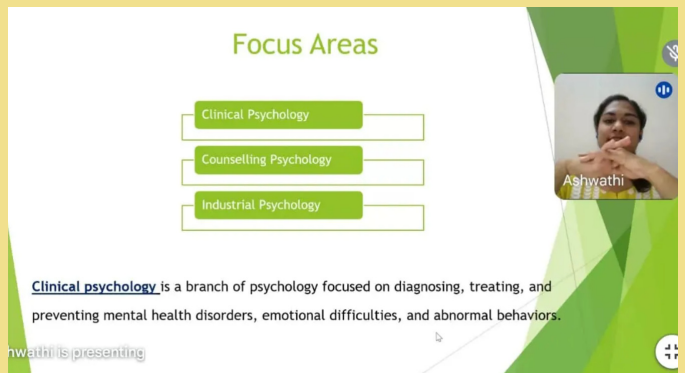 Focus Areas
Clinical Psychology
Counselling Psychology
Industrial Psychology
Ashwathi
Clinical psychology is a branch of psychology focused on diagnosing, treating, and
preventing mental health disorders, emotional difficulties, and abnormal behaviors.
hwathi is presenting